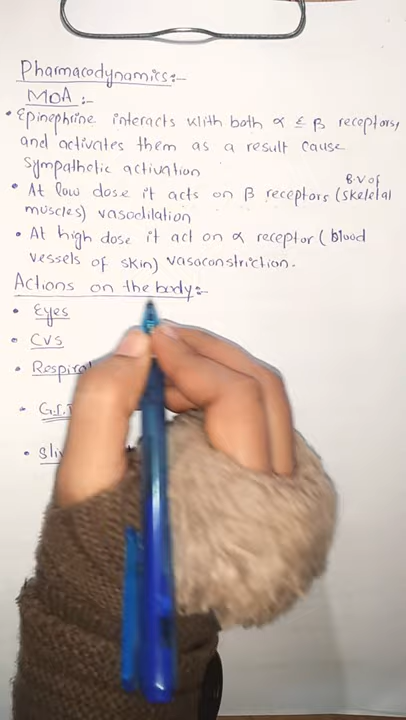 Pharmacodynamics:-
MOA:-
• Epinephrine interacts with both α & β receptors,
and activates them as a result cause
sympathetic activation
• At low dose it acts on β receptors (B.V of skeletal
muscles) vasodilation
• At high dose it act on α receptor (blood
vessels of skin) vasoconstriction.
Actions on the body:-
• Eyes
• CVS
• Respira
• G.I.T